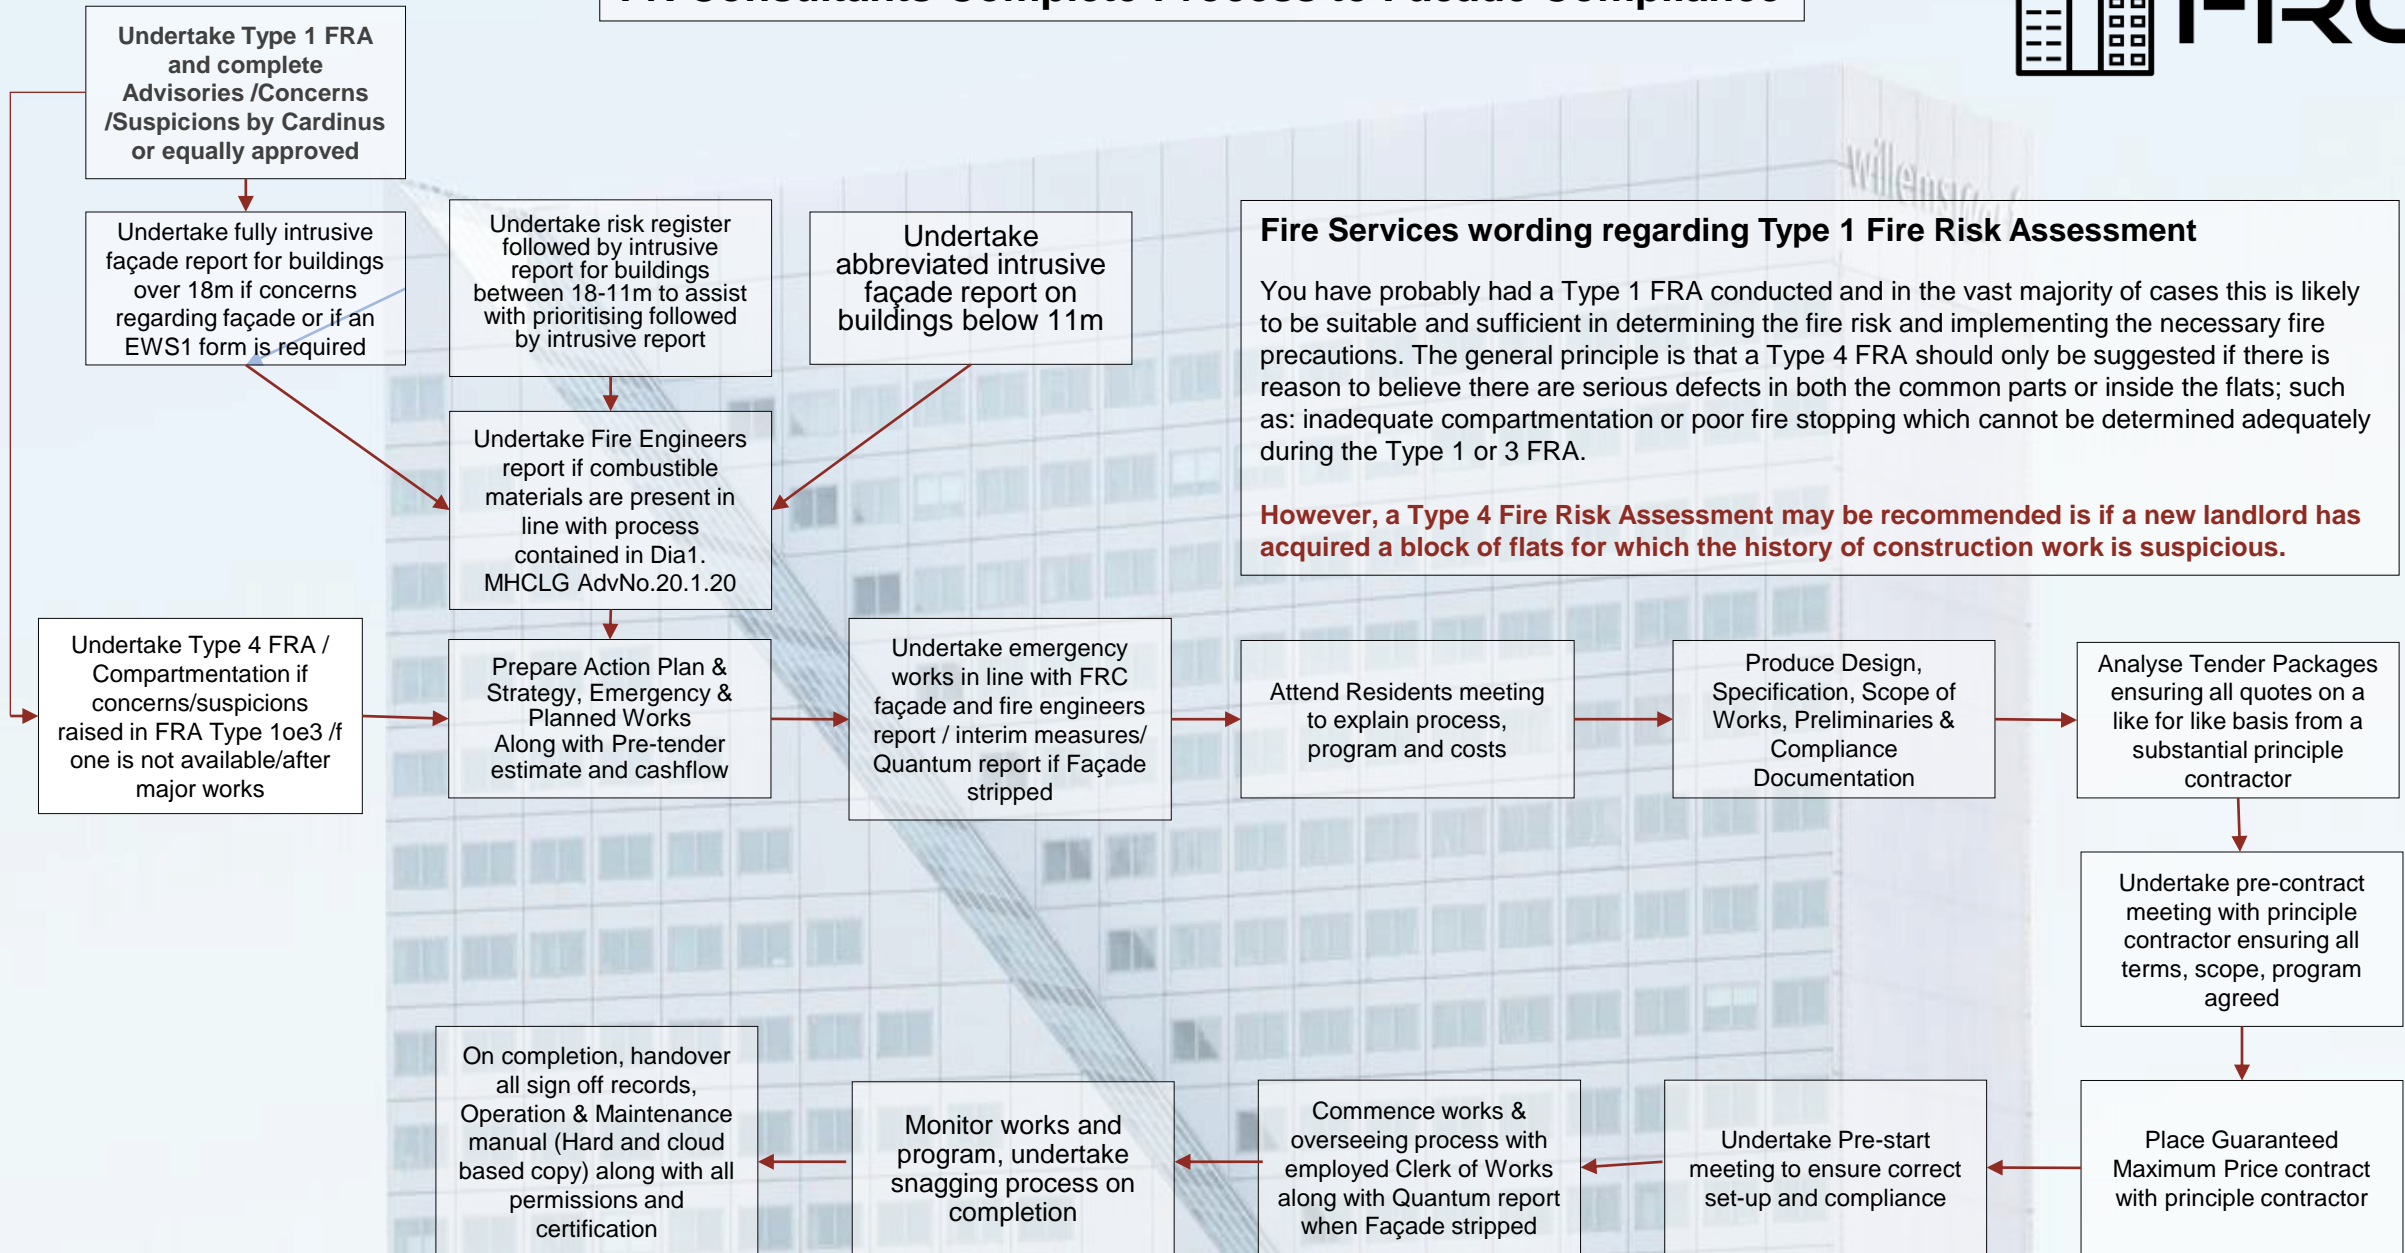 FR Consultants Complete Process to Façade Compliance
FRC
Undertake Type 1 FRA
and complete
Advisories /Concerns
/Suspicions by Cardinus
or equally approved
Undertake fully intrusive
façade report for buildings
over 18m if concerns
regarding façade or if an
EWS1 form is required
Undertake risk register
followed by intrusive
report for buildings
between 18-11m to assist
with prioritising followed
by intrusive report
Undertake
abbreviated intrusive
façade report on
buildings below 11m
Fire Services wording regarding Type 1 Fire Risk Assessment
You have probably had a Type 1 FRA conducted and in the vast majority of cases this is likely
to be suitable and sufficient in determining the fire risk and implementing the necessary fire
precautions. The general principle is that a Type 4 FRA should only be suggested if there is
reason to believe there are serious defects in both the common parts or inside the flats; such
as: inadequate compartmentation or poor fire stopping which cannot be determined adequately
during the Type 1 or 3 FRA.
However, a Type 4 Fire Risk Assessment may be recommended is if a new landlord has
acquired a block of flats for which the history of construction work is suspicious.
Undertake Fire Engineers
report if combustible
materials are present in
line with process
contained in Dia1.
MHCLG AdvNo.20.1.20
Undertake Type 4 FRA /
Compartmentation if
concerns/suspicions
raised in FRA Type 1oe3 /f
one is not available/after
major works
Prepare Action Plan &
Strategy, Emergency &
Planned Works
Along with Pre-tender
estimate and cashflow
Undertake emergency
works in line with FRC
façade and fire engineers
report / interim measures/
Quantum report if Façade
stripped
Attend Residents meeting
to explain process,
program and costs
Produce Design,
Specification, Scope of
Works, Preliminaries &
Compliance
Documentation
Analyse Tender Packages
ensuring all quotes on a
like for like basis from a
substantial principle
contractor
Undertake pre-contract
meeting with principle
contractor ensuring all
terms, scope, program
agreed
Place Guaranteed
Maximum Price contract
with principle contractor
Undertake Pre-start
meeting to ensure correct
set-up and compliance
Commence works &
overseeing process with
employed Clerk of Works
along with Quantum report
when Façade stripped
Monitor works and
program, undertake
snagging process on
completion
On completion, handover
all sign off records,
Operation & Maintenance
manual (Hard and cloud
based copy) along with all
permissions and
certification